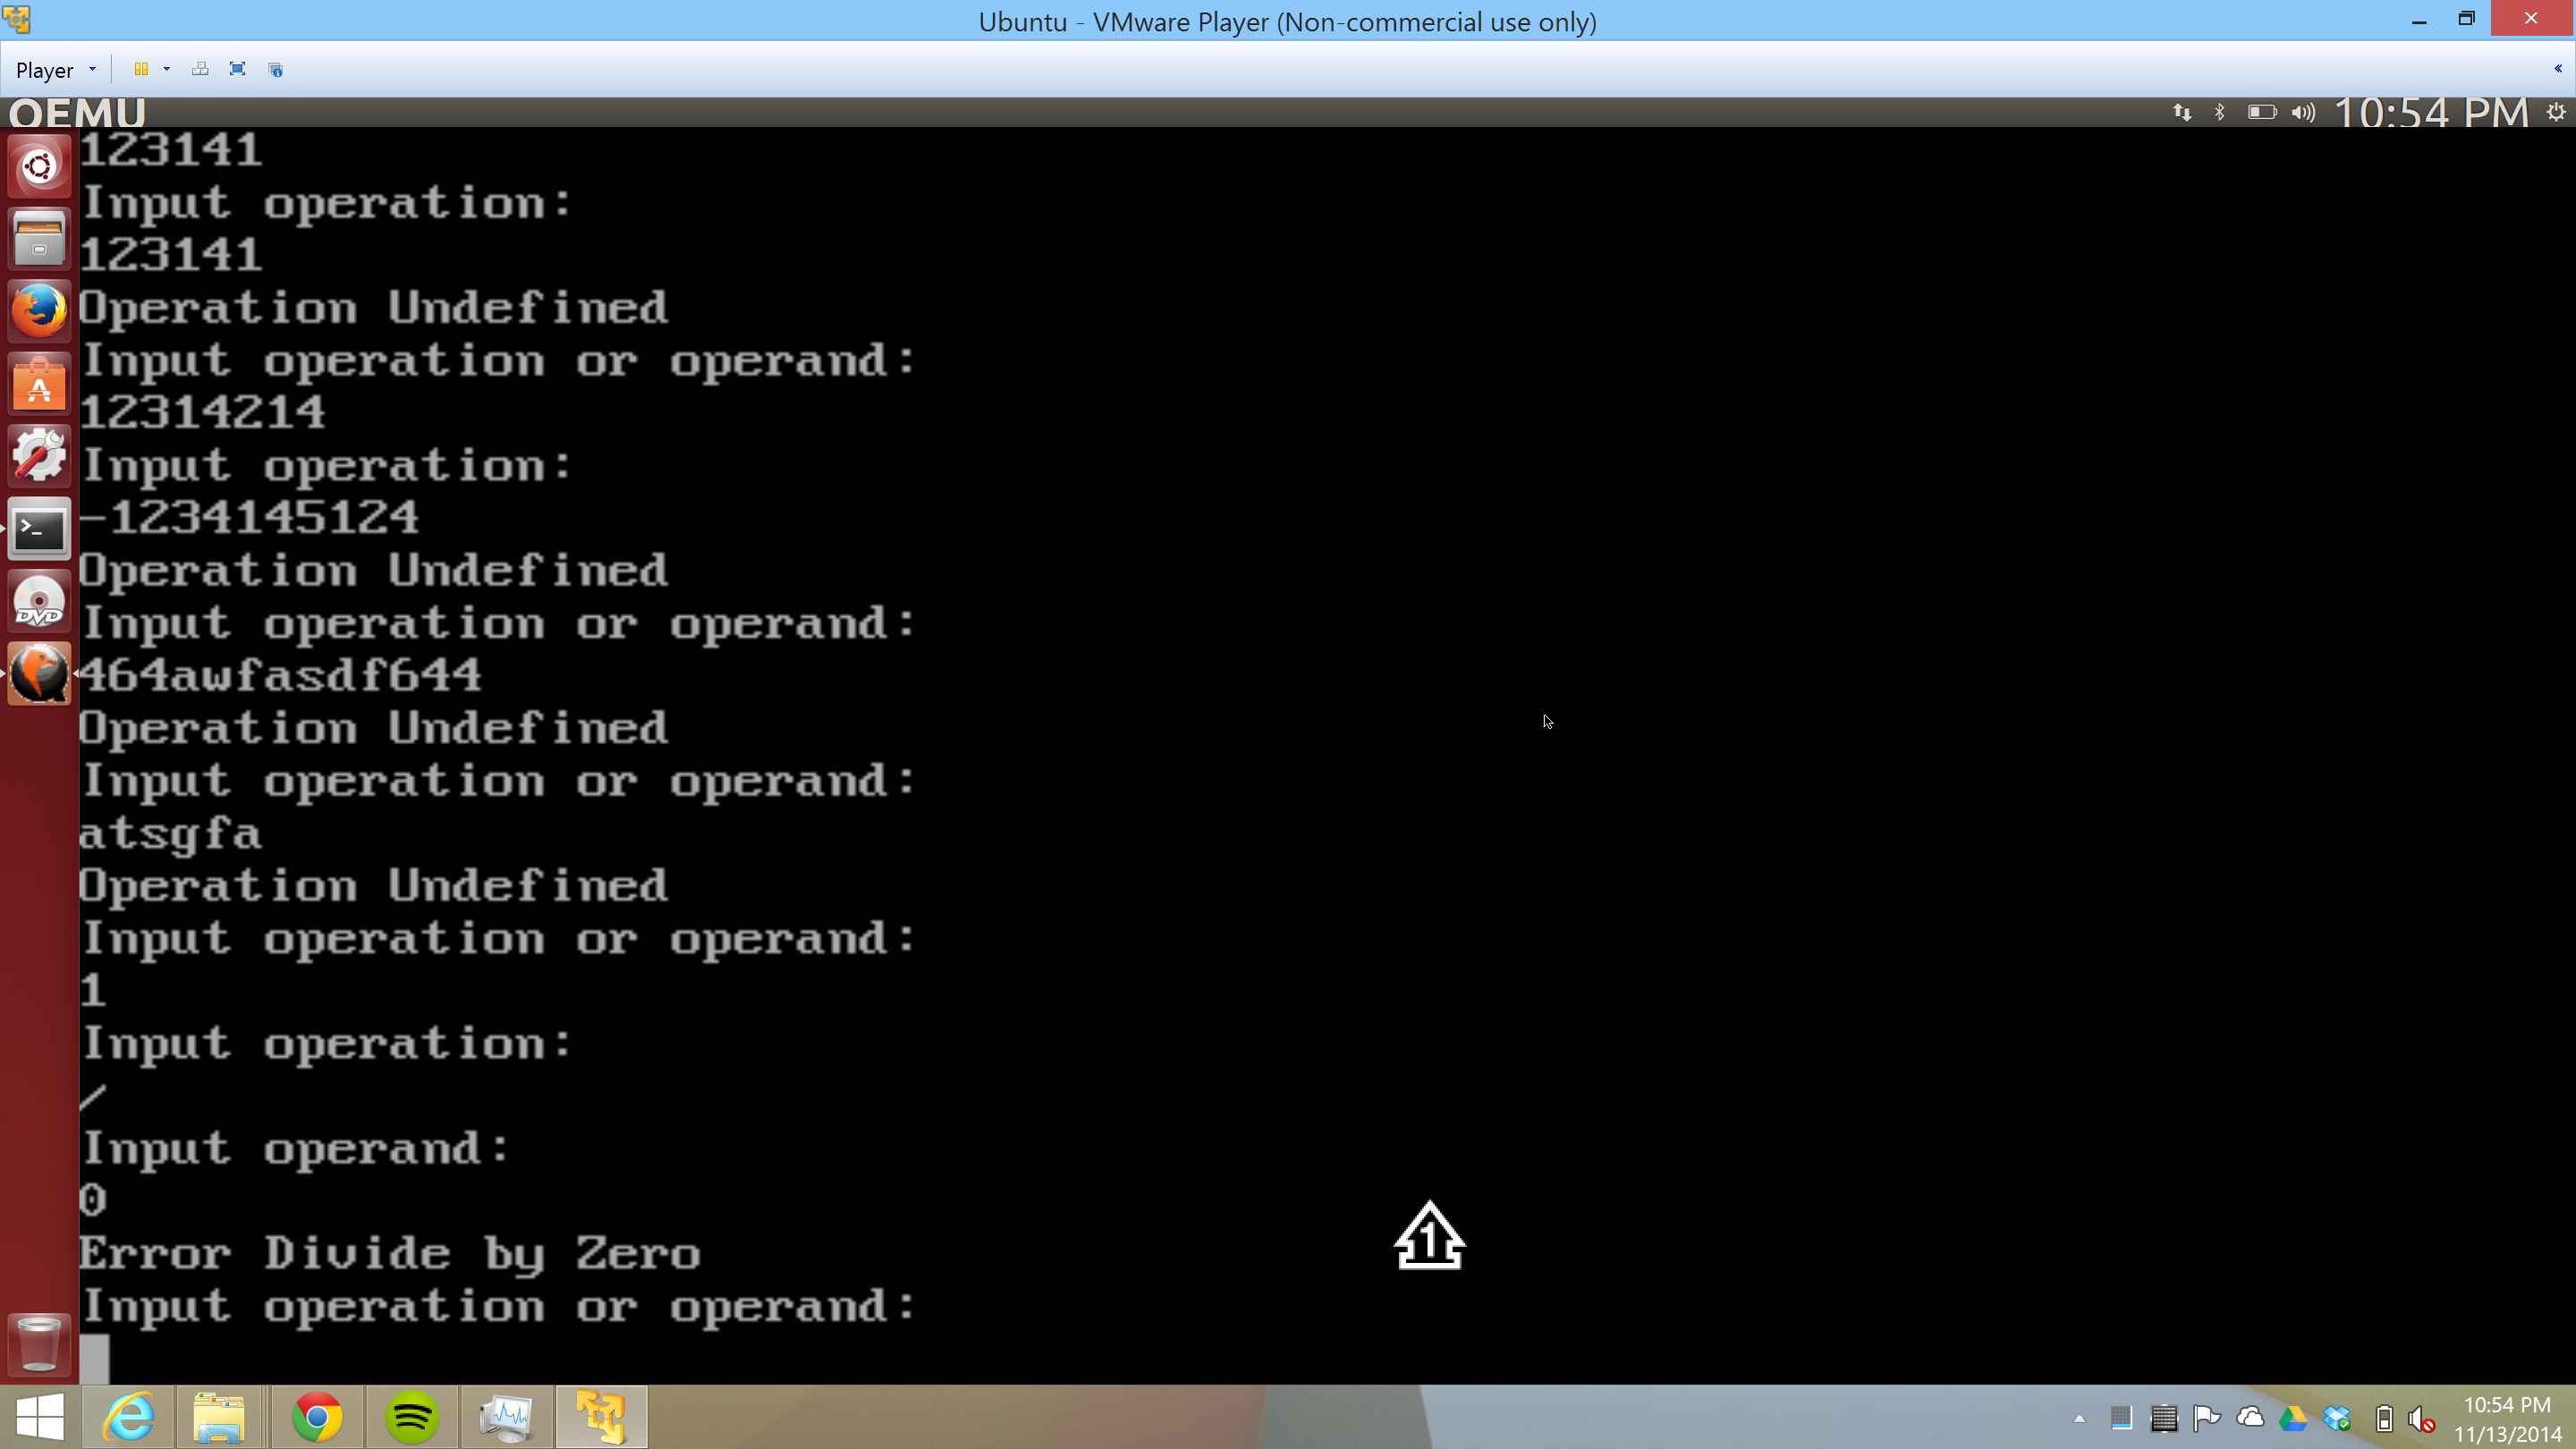 Ubuntu - VMware Player (Non-commercial use only)
Player
QEMU
10:54 PM
123141
Input operation:
123141
Operation Undefined
Input operation or operand:
12314214
Input operation:
-1234145124
Operation Undefined
Input operation or operand:
464awfasdf644
Operation Undefined
Input operation or operand:
atsgfa
Operation Undefined
Input operation or operand:
1
Input operation:
/
Input operand:
0
Error Divide by Zero
Input operation or operand:
DVD
1
10:54 PM
11/13/2014